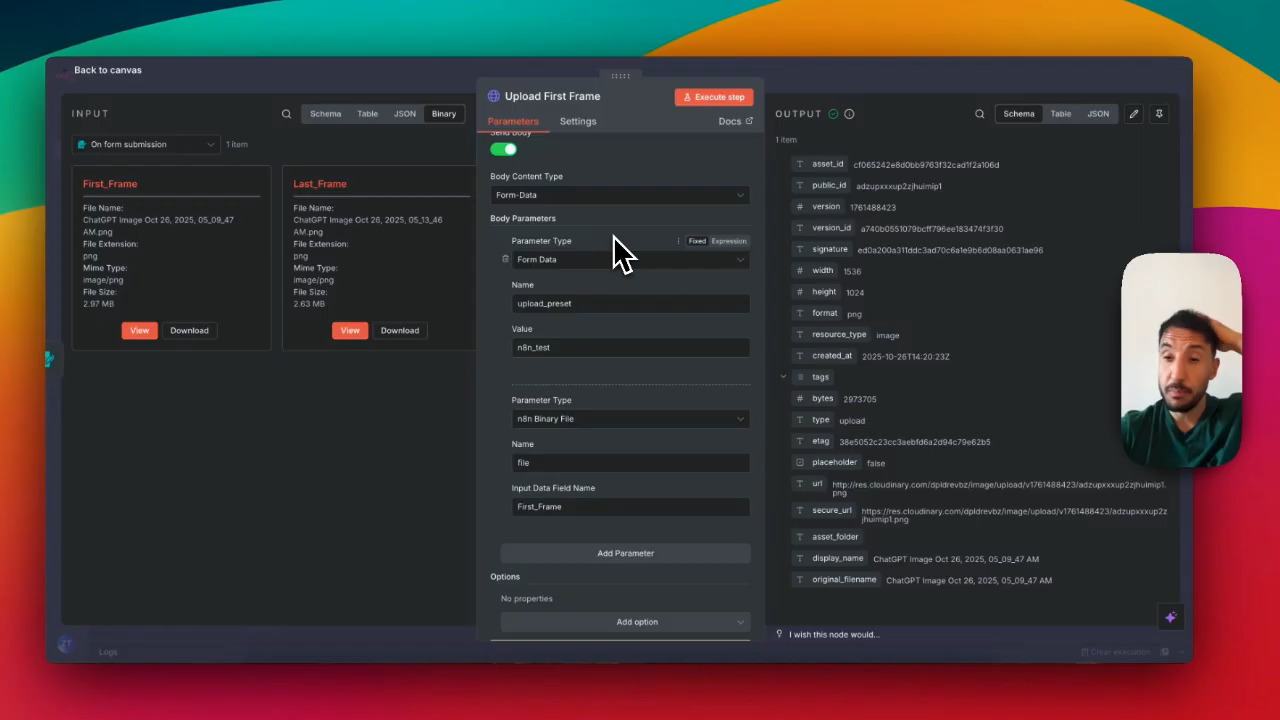 Back to canvas
INPUT
Schema
Table
JSON
Binary
On form submission
1 item
First_Frame
File Name:
ChatGPT Image Oct 26, 2025, 05_09_47
AM.png
File Extension:
png
Mime Type:
image/png
File Size:
2.97 MB
View
Download
Last_Frame
File Name:
ChatGPT Image Oct 26, 2025, 05_13_46
AM.png
File Extension:
png
Mime Type:
image/png
File Size:
2.63 MB
View
Download
Upload First Frame
Execute step
Parameters
Settings
Docs
Send Body
Body Content Type
Form-Data
Body Parameters
Parameter Type
Fixed
Expression
Form Data
Name
upload_preset
Value
n8n_test
Parameter Type
n8n Binary File
Name
file
Input Data Field Name
First_Frame
Add Parameter
Options
No properties
Add option
OUTPUT
Schema
Table
JSON
1 item
T asset_id cf065242e8d0bb9763f32cad1f2a106d
T public_id adzupxxxup2zjhuimip1
# version 1761488423
T version_id a740b0551079bcff796ee183474f3f30
T signature ed0a200a311ddc3ad70c6a1e9b6d08aa0631ae96
# width 1536
# height 1024
T format png
T resource_type image
T created_at 2025-10-26T14:20:23Z
tags
# bytes 2973705
T type upload
T etag 38e5052c23cc3aebfd6a2d94c79e62b5
placeholder false
T url http://res.cloudinary.com/dpldrevbz/image/upload/v1761488423/adzupxxxup2zjhuimip1.
png
T secure_url https://res.cloudinary.com/dpldrevbz/image/upload/v1761488423/adzupxxxup2z
jhuimip1.png
T asset_folder
T display_name ChatGPT Image Oct 26, 2025, 05_09_47 AM
T original_filename ChatGPT Image Oct 26, 2025, 05_09_47 AM
I wish this node would...
ZT
Logs
Clear execution